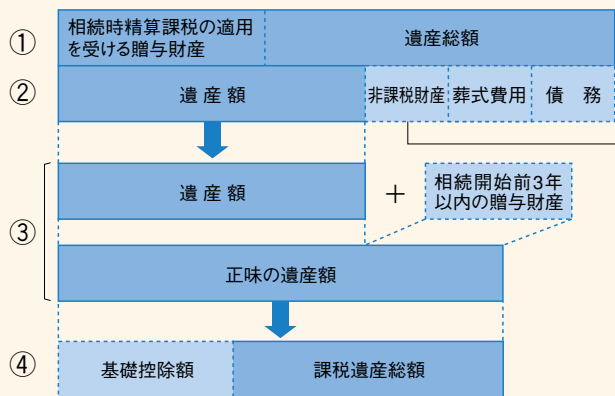 ①
相続時精算課税の適用
を受ける贈与財産
遺産総額
②
遺 産 額
非課税財産
葬式費用
債 務
③
遺 産 額
+
相続開始前3年
以内の贈与財産
正味の遺産額
④
基礎控除額
課税遺産総額